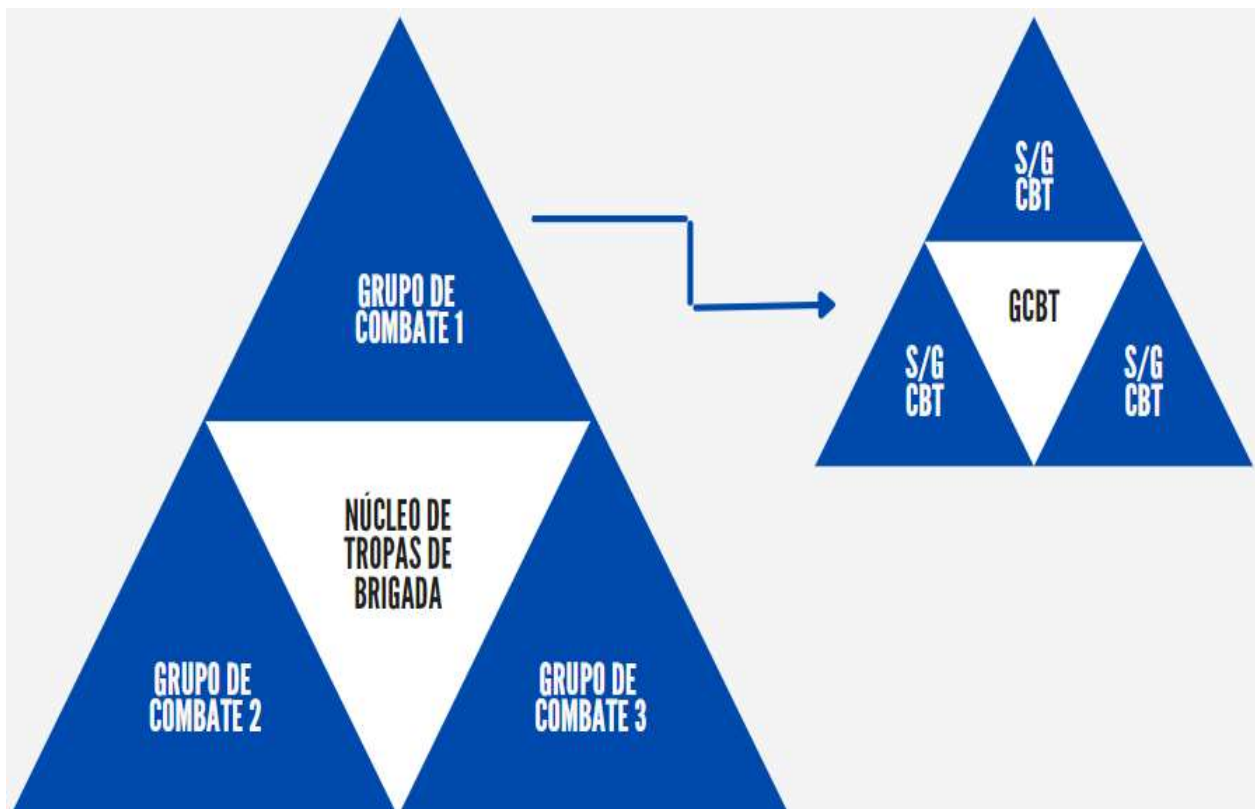 GRUPO DE
COMBATE 1
NÚCLEO DE
TROPAS DE
BRIGADA
GRUPO DE
COMBATE 2
GRUPO DE
COMBATE 3
S/G
CBT
GCBT
S/G
CBT
S/G
CBT